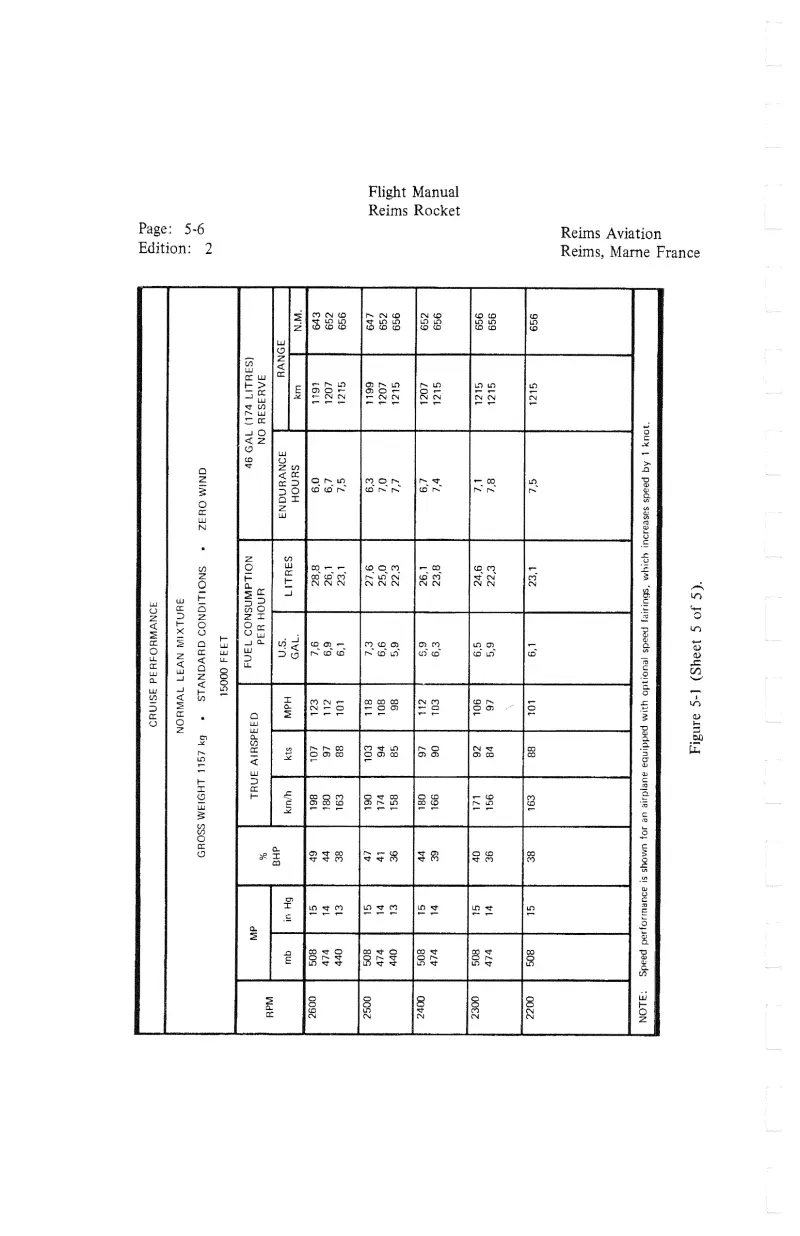 Flight Manual
Reims Rocket
Page: 5-6
Edition: 2
Reims Aviation
Reims, Marne France
CRUISE PERFORMANCE
NORMAL LEAN MIXTURE
GROSS WEIGHT 1157 kg • STANDARD CONDITIONS • ZERO WIND
15000 FEET
RPM MP % BHP TRUE AIRSPEED FUEL CONSUMPTION PER HOUR 46 GAL (174 LITRES) NO RESERVE
mb in Hg km/h kts MPH U.S. GAL. LITRES ENDURANCE HOURS RANGE km N.M.
2600 508 15 49 198 107 123 7,6 28,8 6,0 1191 643
474 14 44 180 97 112 6,9 26,1 6,7 1207 652
440 13 38 163 88 101 6,1 23,1 7,5 1215 656
2500 508 15 47 190 103 118 7,3 27,6 6,3 1199 647
474 14 41 174 94 108 6,6 25,0 7,0 1207 652
440 13 36 158 85 98 5,9 22,3 7,7 1215 656
2400 508 15 44 180 97 112 5,9 26,1 6,7 1207 652
474 14 39 166 90 103 6,3 23,8 7,4 1215 656
2300 508 15 40 171 92 106 6,5 24,6 7,1 1215 656
474 14 36 156 84 97 5,9 22,3 7,8 1215 656
2200 508 15 38 163 88 101 6,1 23,1 7,5 1215 656
NOTE: Speed performance is shown for an airplane equipped with optional speed fairings, which increases speed by 1 knot.
Figure 5-1 (Sheet 5 of 5).